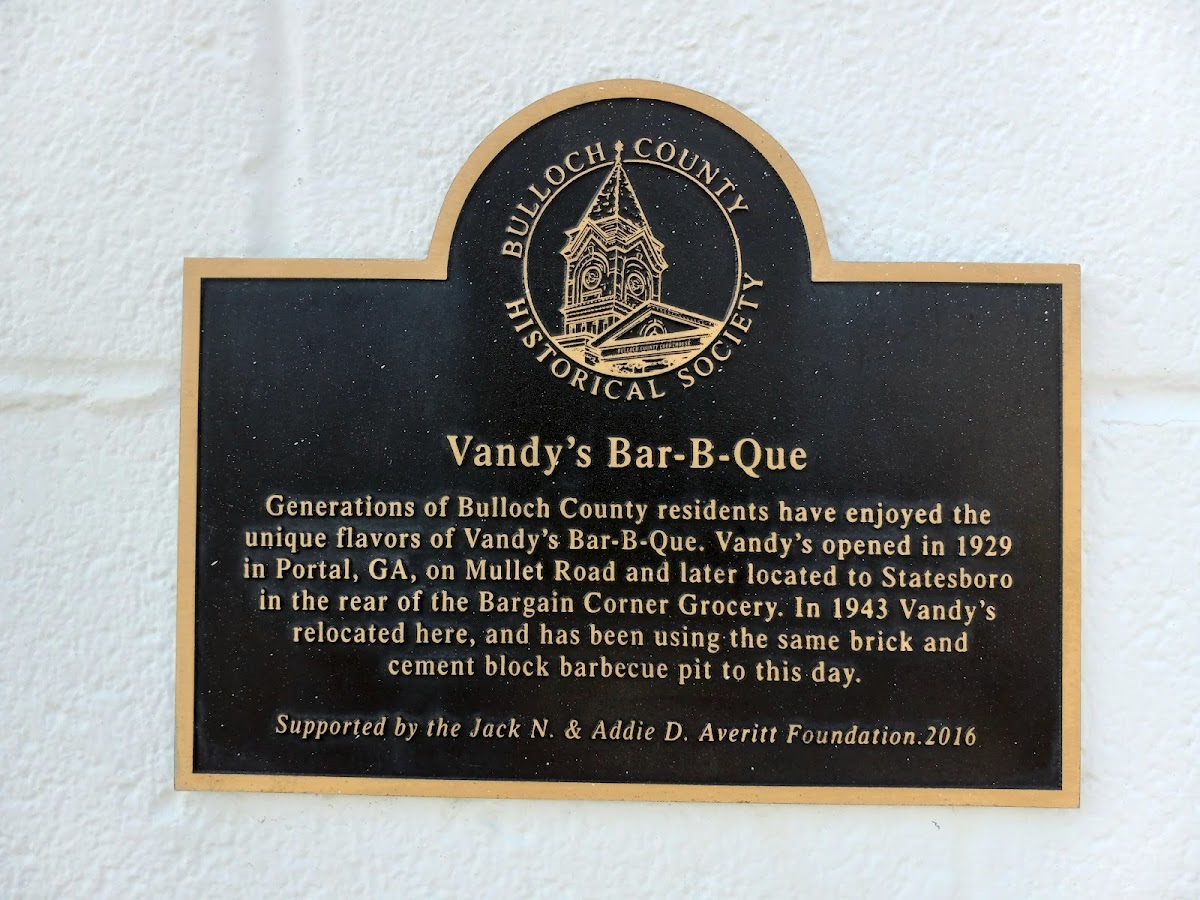 BULLOCH COUNTY
HISTORICAL SOCIETY
BULLOCH COUNTY COURTHOUSE
Vandy's Bar-B-Que
Generations of Bulloch County residents have enjoyed the
unique flavors of Vandy's Bar-B-Que. Vandy's opened in 1929
in Portal, GA, on Mullet Road and later located to Statesboro
in the rear of the Bargain Corner Grocery. In 1943 Vandy's
relocated here, and has been using the same brick and
cement block barbecue pit to this day.
Supported by the Jack N. & Addie D. Averitt Foundation.2016